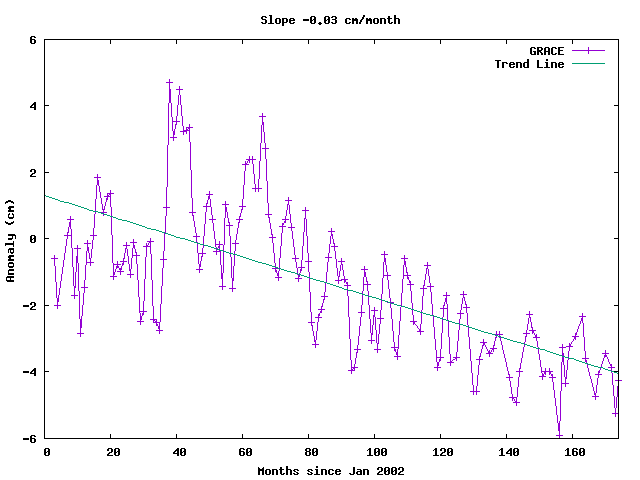 Slope -0.03 cm/month
6
GRACE
Trend Line
4
2
0
-2
-4
-6
Anomaly (cm)
0 20 40 60 80 100 120 140 160
Months since Jan 2002